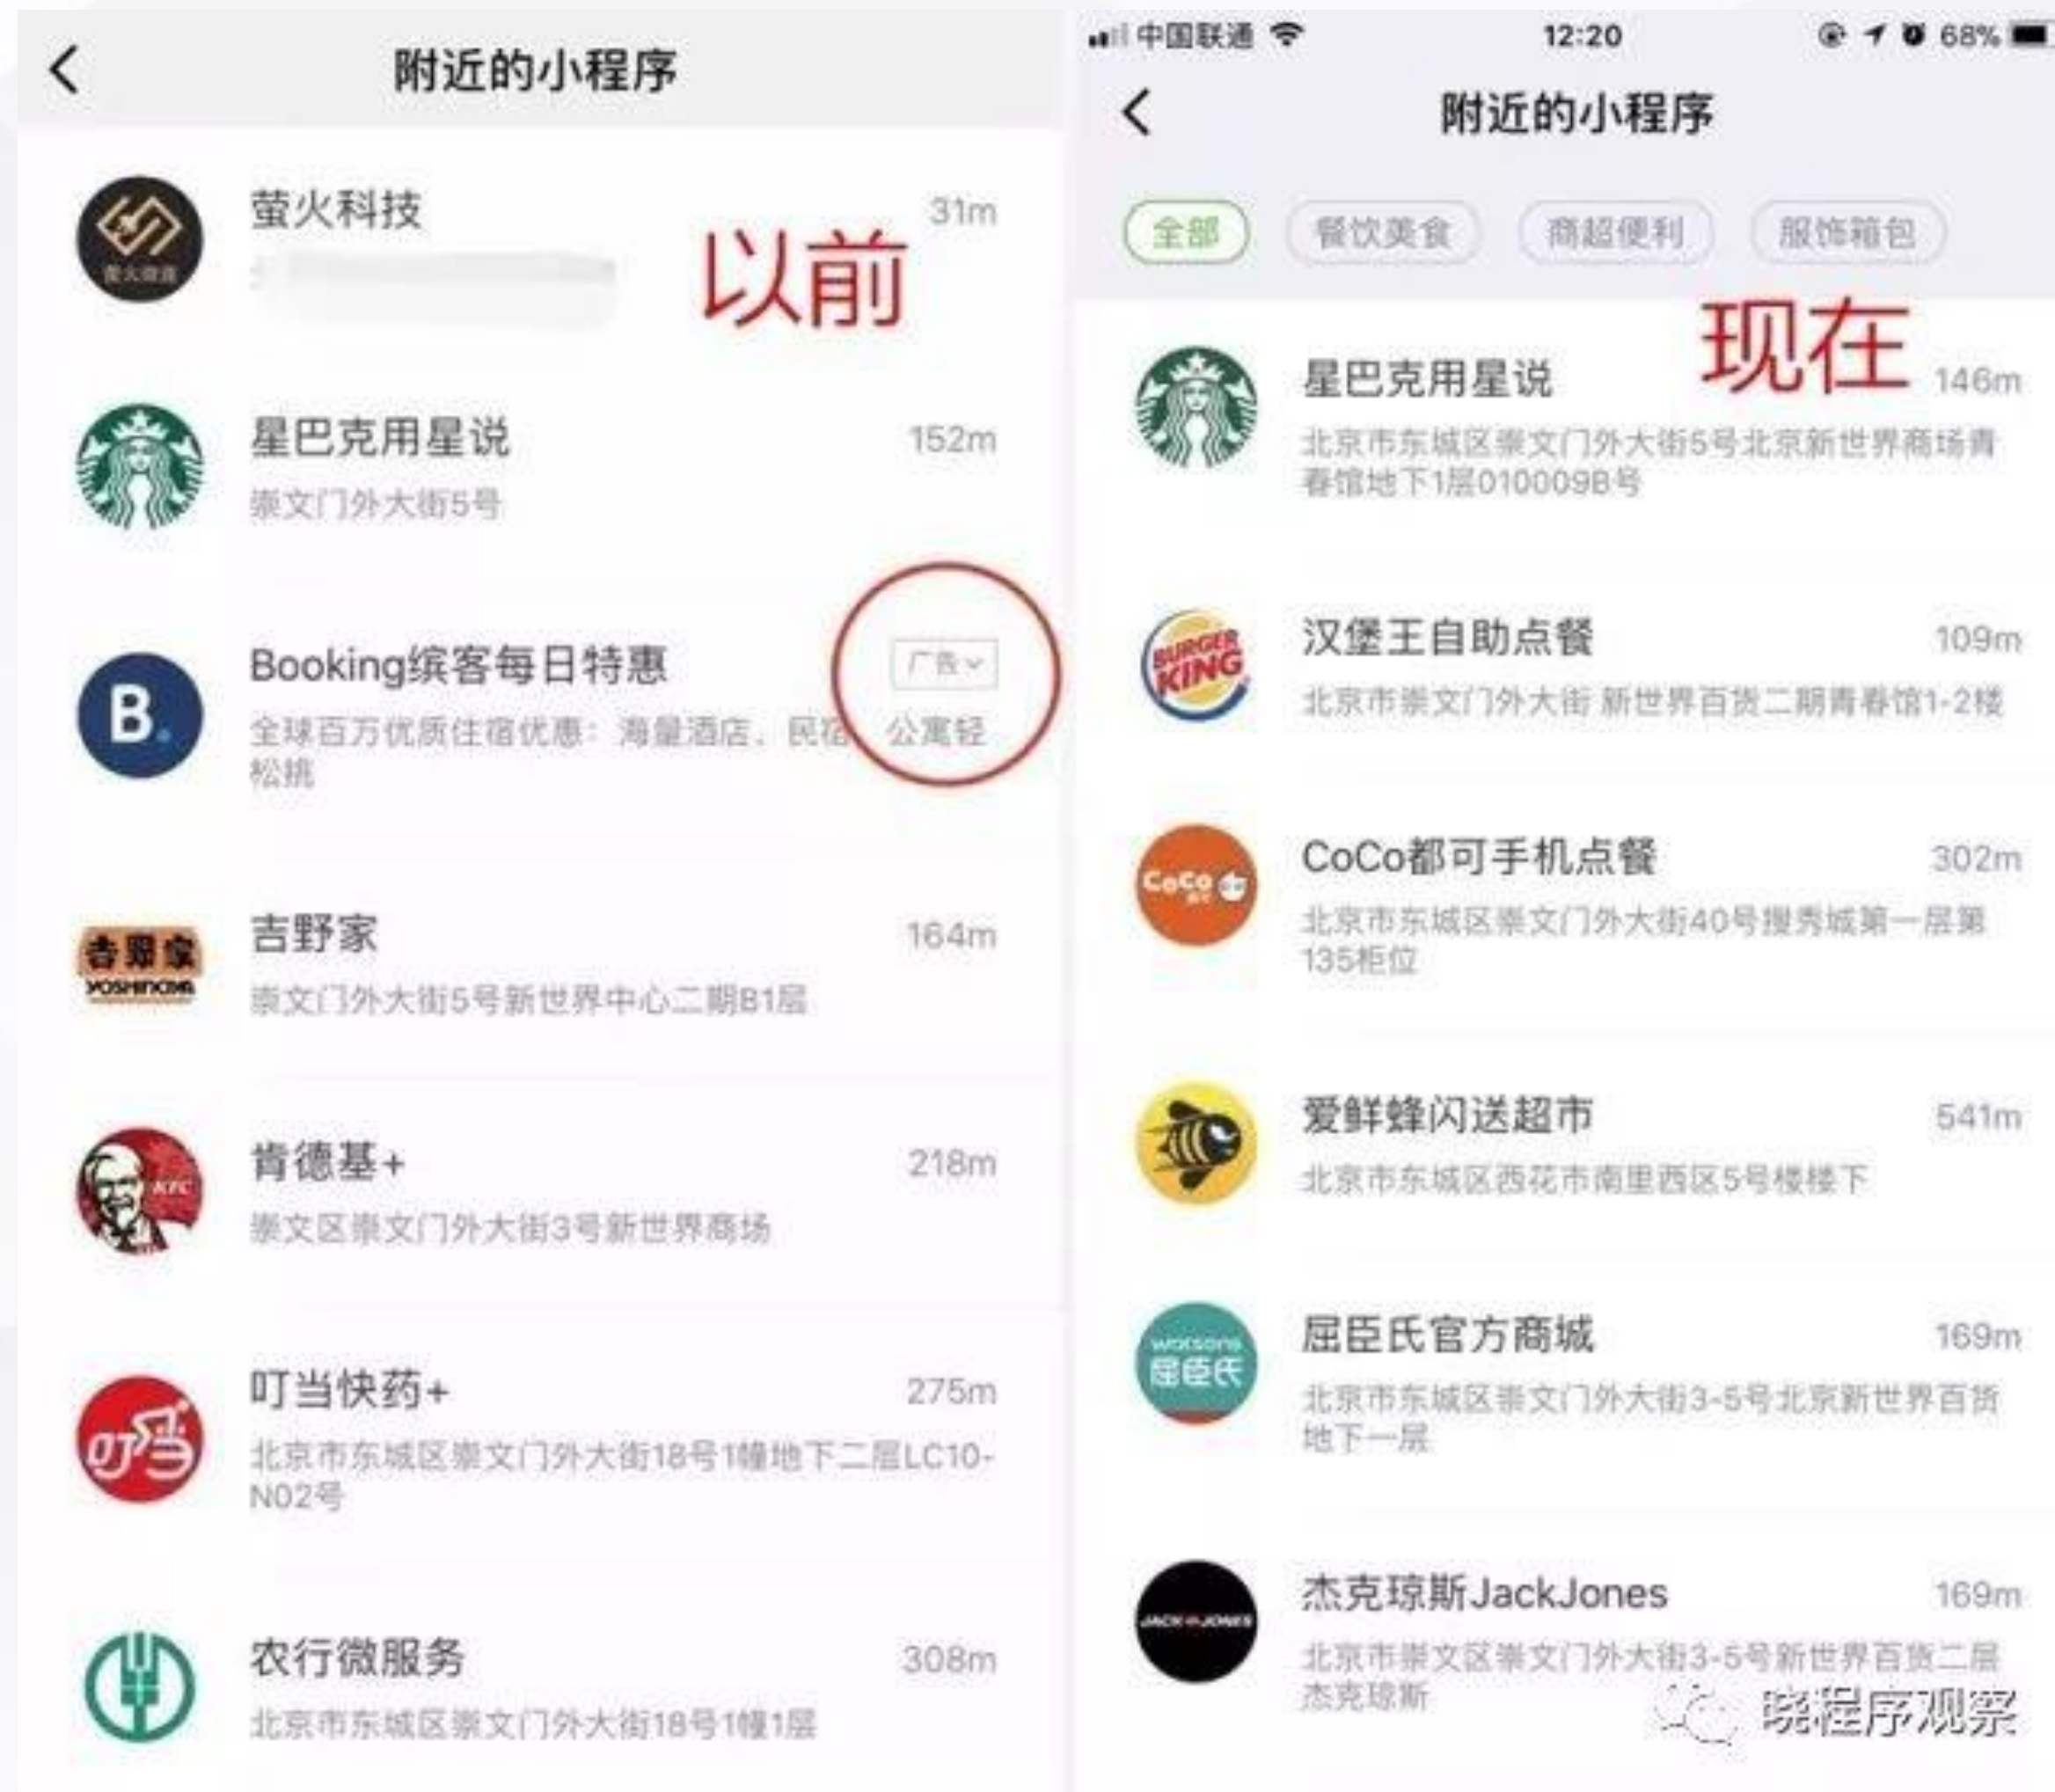 附近的小程序
萤火科技
31m
以前
星巴克用星说
152m
崇文门外大街5号
Booking缤客每日特惠
广告
全球百万优质住宿优惠：海量酒店、民宿 公寓轻
松挑
B.
吉野家
YOSHINOYA
吉野家
164m
崇文门外大街5号新世界中心二期B1层
肯德基+
218m
KFC
崇文区崇文门外大街3号新世界商场
叮当快药+
275m
叮当
北京市东城区崇文门外大街18号1幢地下二层LC10-
N02号
农行微服务
308m
北京市东城区崇文门外大街18号1幢1层
中国联通
12:20
68%
附近的小程序
全部
餐饮美食
商超便利
服饰箱包
现在
星巴克用星说
146m
北京市东城区崇文门外大街5号北京新世界商场青
春馆地下1层010009B号
BURGER
KING
汉堡王自助点餐
109m
北京市崇文门外大街 新世界百货二期青春馆1-2楼
CoCo
CoCo都可手机点餐
302m
北京市东城区崇文门外大街40号搜秀城第一层第
135柜位
爱鲜蜂闪送超市
541m
北京市东城区西花市南里西区5号楼楼下
watsons
屈臣氏
屈臣氏官方商城
169m
北京市东城区崇文门外大街3-5号北京新世界百货
地下一层
JACK JONES
杰克琼斯JackJones
169m
北京市崇文区崇文门外大街3-5号新世界百货二层
杰克琼斯
晓程序观察